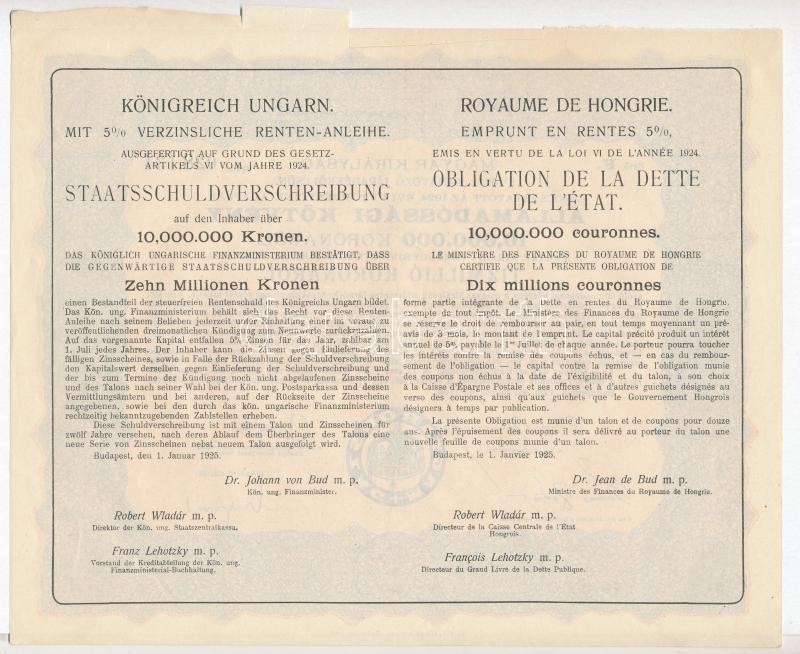 KÖNIGREICH UNGARN.
MIT 5% VERZINSLICHE RENTEN-ANLEIHE.
AUSGEFERTIGT AUF GRUND DES GESETZ-
ARTIKELS VI VOM JAHRE 1924.
STAATSSCHULDVERSCHREIBUNG
auf den Inhaber über
10,000.000 Kronen.
DAS KÖNIGLICH UNGARISCHE FINANZMINISTERIUM BESTÄTIGT, DASS
DIE GEGENWÄRTIGE STAATSSCHULDVERSCHREIBUNG ÜBER
Zehn Millionen Kronen
einen Bestandteil der steuerfreien Rentenschuld des Königreichs Ungarn bildet.
Das Kön. ung. Finanzministerium behält sich das Recht vor diese Renten-
Anleihe nach seinem Belieben jederzeit unter Einhaltung einer im voraus zu
veröffentlichenden dreimonatlichen Kündigung zum Nennwerte zurückzuzahlen.
Auf das vorgenannte Kapital entfallen 5% Zinsen für das Jahr, zahlbar am
1. Juli jedes Jahres. Der Inhaber kann die Zinsen gegen Einlieferung des
fälligen Zinsscheines, sowie im Falle der Rückzahlung der Schuldverschreibung
den Kapitalswert derselben gegen Einlieferung der Schuldverschreibung und
der bis zum Termine der Kündigung noch nicht abgelaufenen Zinsscheine
und des Talons nach seiner Wahl bei der Kön. ung. Postsparkassa und dessen
Vermittlungsämtern und bei anderen, auf der Rückseite der Zinsscheine
angegebenen, sowie bei den durch das kön. ungarische Finanzministerium
rechtzeitig bekanntzugebenden Zahlstellen erheben.
Diese Schuldverschreibung ist mit einem Talon und Zinsscheinen für
zwölf Jahre versehen, nach deren Ablauf dem Überbringer des Talons eine
neue Serie von Zinsscheinen nebst neuem Talon ausgefolgt wird.
Budapest, den 1. Januar 1925.
Dr. Johann von Bud m. p.
Kön. ung. Finanzminister.
Robert Wladár m. p.
Direktor der Kön. ung. Staatszentralkassa.
Franz Lehotzky m. p.
Vorstand der Kreditabteilung der Kön. ung.
Finanzministerial-Buchhaltung.
ROYAUME DE HONGRIE.
EMPRUNT EN RENTES 5%,
EMIS EN VERTU DE LA LOI VI DE L'ANNÉE 1924.
OBLIGATION DE LA DETTE
DE L'ÉTAT.
10,000.000 couronnes.
LE MINISTÈRE DES FINANCES DU ROYAUME DE HONGRIE
CERTIFIE QUE LA PRÉSENTE OBLIGATION DE
Dix millions couronnes
forme partie intégrante de la Dette en rentes du Royaume de Hongrie,
exempte de tout impôt. Le Ministère des Finances du Royaume de Hongrie
se réserve le droit de rembourser au pair, en tout temps moyennant un pré-
avis de 3 mois, le montant de l'emprint. Le capital précité produit un intérêt
annuel de 5% payible le 1er Juillet de chaque année. Le porteur pourra toucher
les intérêts contre la remise des coupons échus, et — en cas du rembour-
sement de l'obligation — le capital contre la remise de l'obligation munie
des coupons non échus à la date de l'éxigibilité et du talon, à son choix
à la Caisse d'Épargne Postale et ses offices et à d'autres guichets désignés au
verso des coupons, ainsi qu'aux guichets que le Gouvernement Hongrois
désignera à temps par publication.
La présente Obligation est munie d'un talon et de coupons pour douze
ans. Après l'épuisement des coupons il sera délivré au porteur du talon une
nouvelle feuille de coupons munie d'un talon.
Budapest, le 1. Janvier 1925.
Dr. Jean de Bud m. p.
Ministre des Finances du Royaume de Hongrie.
Robert Wladár m. p.
Directeur de la Caisse Centrale de l'État
Hongrois.
François Lehotzky m. p.
Directeur du Grand Livre de la Dette Publique.